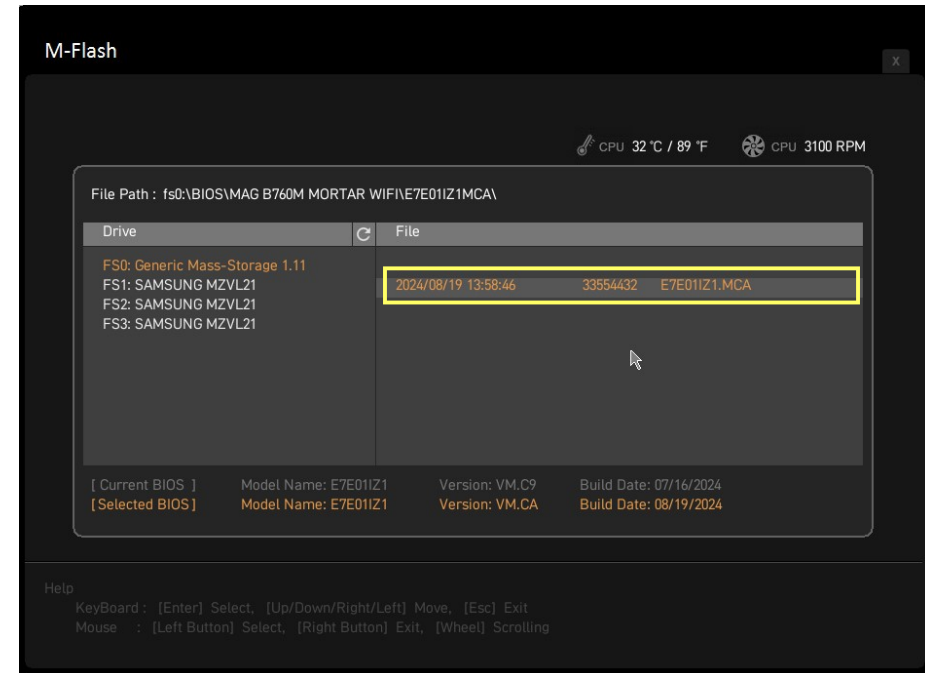 M-Flash
X
CPU 32 °C / 89 °F CPU 3100 RPM
File Path : fs0:\BIOS\MAG B760M MORTAR WIFI\E7E01IZ1MCA\
Drive File
FS0: Generic Mass-Storage 1.11
FS1: SAMSUNG MZVL21
2024/08/19 13:58:46 33554432 E7E01IZ1.MCA
FS2: SAMSUNG MZVL21
FS3: SAMSUNG MZVL21
[ Current BIOS ] Model Name: E7E01IZ1 Version: VM.C9 Build Date: 07/16/2024
[Selected BIOS] Model Name: E7E01IZ1 Version: VM.CA Build Date: 08/19/2024
Help
KeyBoard : [Enter] Select, [Up/Down/Right/Left] Move, [Esc] Exit
Mouse : [Left Button] Select, [Right Button] Exit, [Wheel] Scrolling